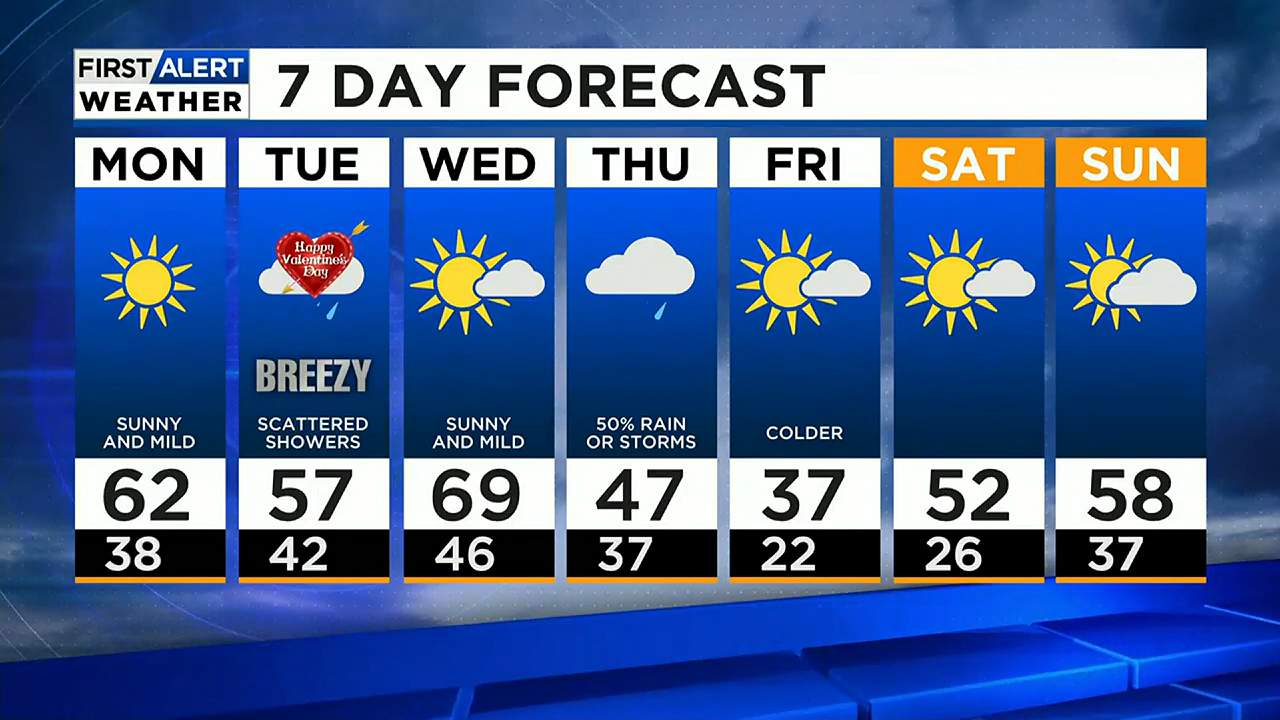 FIRST ALERT
WEATHER
7 DAY FORECAST
MON
TUE
WED
THU
FRI
SAT
SUN
Happy
Valentine's
Day
BREEZY
SUNNY
AND MILD
SCATTERED
SHOWERS
SUNNY
AND MILD
50% RAIN
OR STORMS
COLDER
62
57
69
47
37
52
58
38
42
46
37
22
26
37